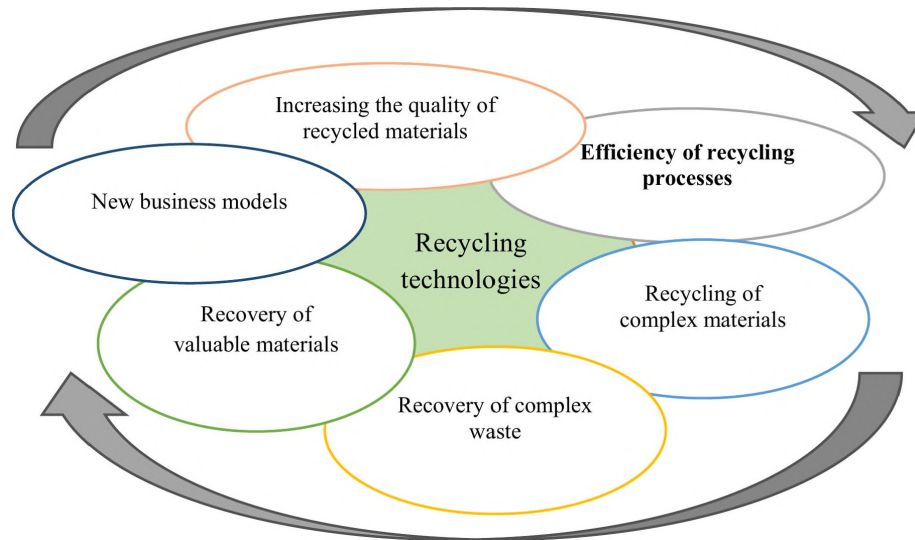 Increasing the quality of
recycled materials
Efficiency of recycling
processes
New business models
Recycling
technologies
Recycling of
complex materials
Recovery of
valuable materials
Recovery of complex
waste